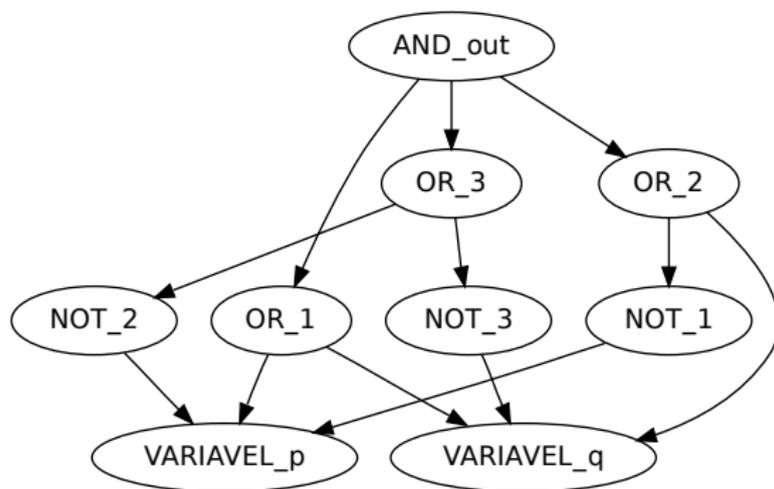 AND_out
OR_3
OR_2
NOT_2
OR_1
NOT_3
NOT_1
VARIAVEL_p
VARIAVEL_q